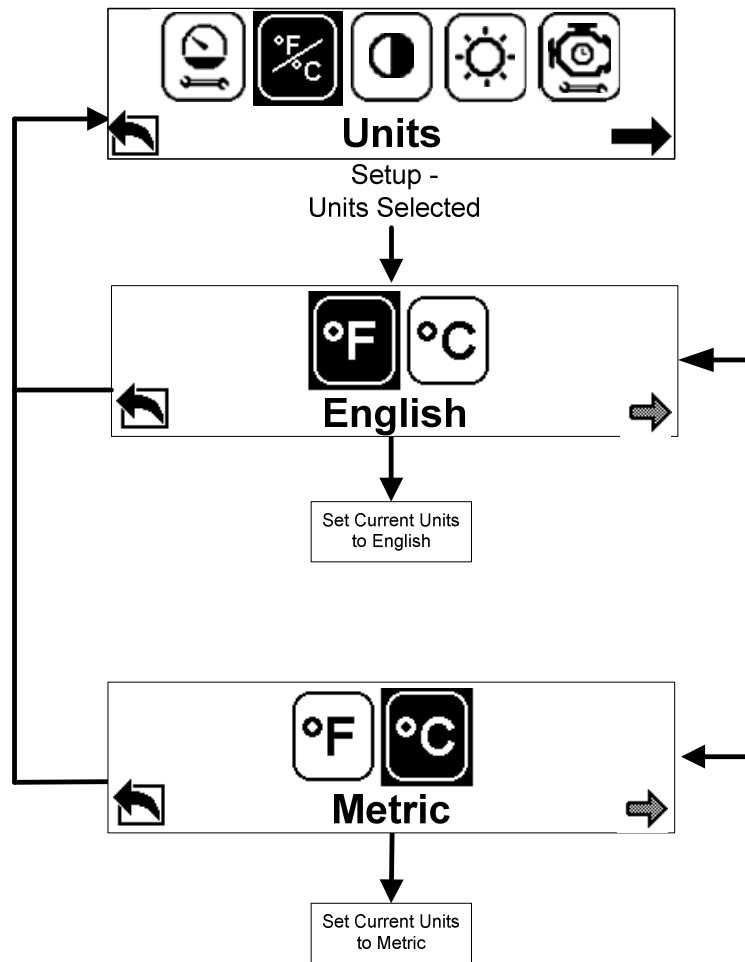 °F
°C
Units
Setup -
Units Selected
°F °C
English
Set Current Units
to English
°F °C
Metric
Set Current Units
to Metric